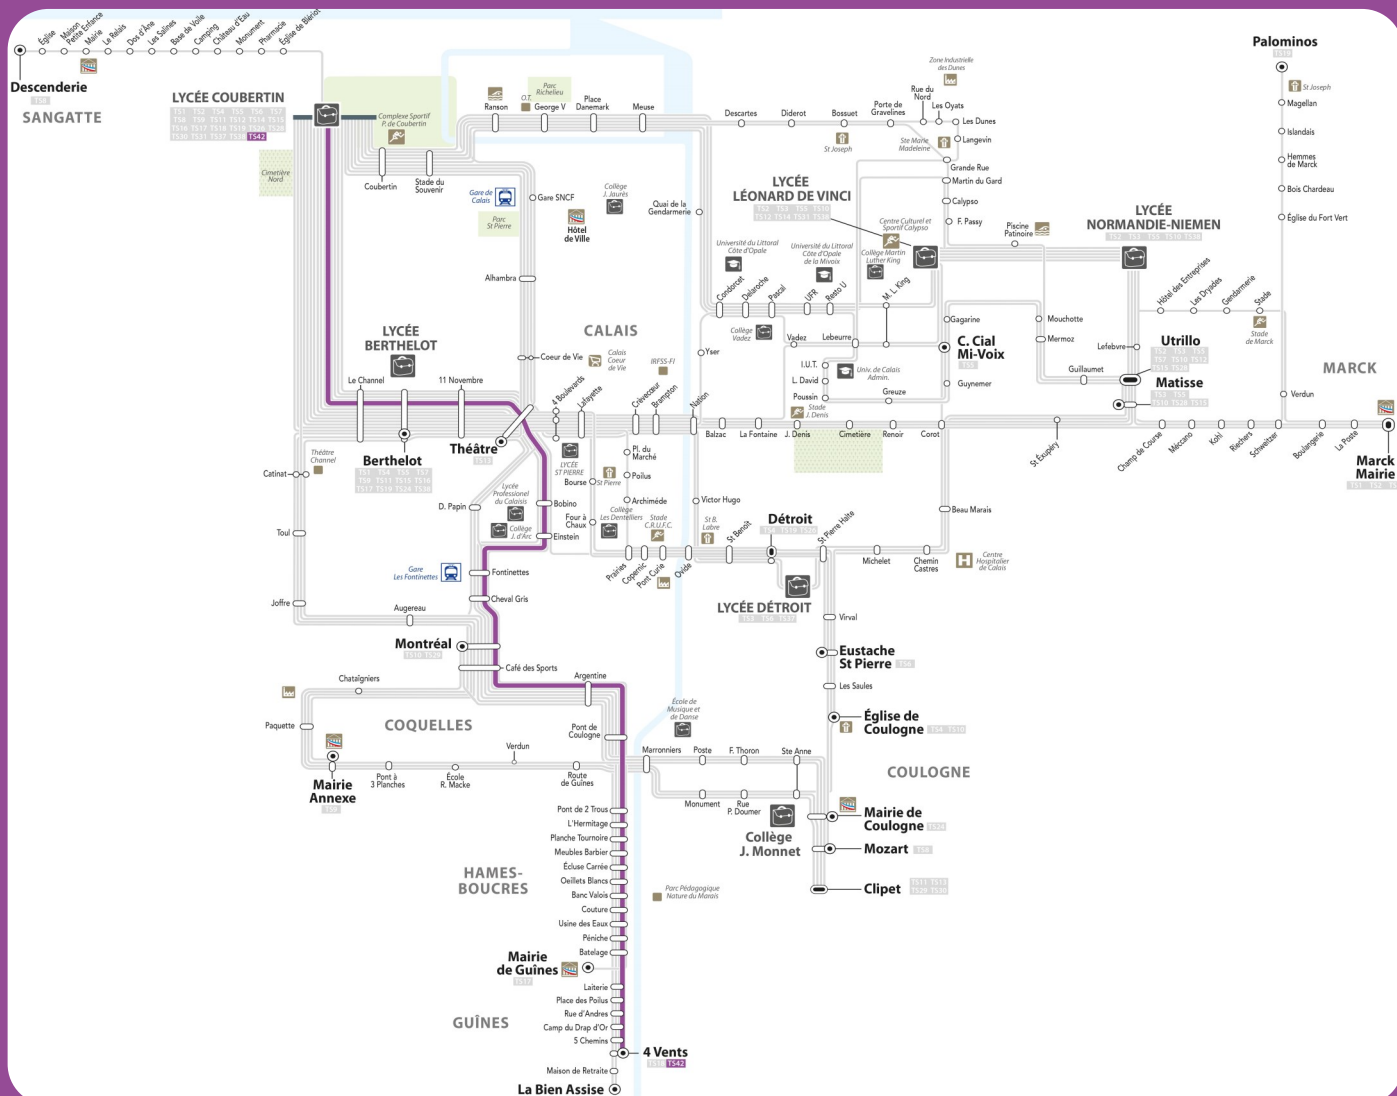 Église
Maison
Petite Enfance
Mairie
Le Relais
Dos d'Âne
Les Salines
Base de Voile
Camping
Château d'Eau
Monument
Pharmacie
Église de Blériot
Descenderie
TS8
SANGATTE
LYCÉE COUBERTIN
TS42
Complexe Sportif
P. de Coubertin
Cimetière
Nord
Coubertin
Stade du
Souvenir
Ranson
O.T.
George V
Parc
Richelieu
Place
Danemark
Meuse
Descartes
Diderot
Bossuet
St Joseph
Porte de
Gravelines
Rue du
Nord
Les Oyats
Zone Industrielle
des Dunes
Les Dunes
Langevin
Ste Marie
Madeleine
Grande Rue
Martin du Gard
Calypso
F. Passy
Palominos
TS19
St Joseph
Magellan
Islandais
Hemmes
de Marck
Bois Chardeau
Église du Fort Vert
Gare de
Calais
Gare SNCF
Parc
St Pierre
Collège
J. Jaurès
Hôtel
de Ville
Quai de la
Gendarmerie
LYCÉE
LÉONARD DE VINCI
Centre Culturel et
Sportif Calypso
Collège Martin
Luther King
Piscine
Patinoire
LYCÉE
NORMANDIE-NIEMEN
Université du Littoral
Côte d'Opale
Université du Littoral
Côte d'Opale
de la Mivoix
Alhambra
Condorcet
Delaroche
Pascal
UFR
Resto U
M. L. King
Hôtel des Entreprises
Les Dryades
Gendarmerie
Stade
Stade
de Marck
CALAIS
LYCÉE
BERTHELOT
Collège
Vadez
Vadez
Lebeurre
Gagarine
C. Cial
Mi-Voix
Guynemer
Mouchotte
Mermoz
Lefebvre
Utrillo
Guillaumet
Matisse
MARCK
Verdun
Coeur de Vie
Calais
Coeur
de Vie
IRFSS-FI
Yser
I.U.T.
L. David
Poussin
Univ. de Calais
Admin.
Greuze
Le Channel
11 Novembre
4 Boulevards
Lafayette
Crèvecœur
Brampton
Nation
Balzac
La Fontaine
J. Denis
Stade
J. Denis
Cimetière
Renoir
Corot
St Éxupéry
Champ de Course
Méccano
Kohl
Riechers
Schweitzer
Boulangerie
La Poste
Marck
Mairie
Théâtre
Channel
Berthelot
Théâtre
LYCÉE
ST PIERRE
Bourse
St Pierre
Pl. du
Marché
Poilus
Archiméde
Catinat
D. Papin
Lycée
Professionel
du Calaisis
Collège
J. d'Arc
Bobino
Einstein
Four à
Chaux
Collège
Les Dentelliers
Stade
C.R.U.F.C.
Victor Hugo
St B.
Labre
St Benoît
Détroit
St Pierre Halte
Beau Marais
Toul
Gare
Les Fontinettes
Fontinettes
Prairies
Copernic
Pont Curie
Ovide
Michelet
Chemin
Castres
Centre
Hospitalier
de Calais
LYCÉE DÉTROIT
Joffre
Augereau
Cheval Gris
Virval
Montréal
Café des Sports
Eustache
St Pierre
Les Saules
Chataîgniers
Argentine
Paquette
COQUELLES
Pont de
Coulogne
École de
Musique et
de Danse
Église de
Coulogne
Mairie
Annexe
Pont à
3 Planches
École
R. Macke
Verdun
Route
de Guînes
Marronniers
Poste
F. Thoron
Ste Anne
COULOGNE
Monument
Rue
P. Doumer
Collège
J. Monnet
Mairie de
Coulogne
Mozart
Clipet
Pont de 2 Trous
L'Hermitage
Planche Tournoire
Meubles Barbier
Écluse Carrée
Oeillets Blancs
Banc Valois
Couture
Usine des Eaux
Péniche
Batelage
HAMES-
BOUCRES
Parc Pédagogique
Nature du Marais
Mairie
de Guînes
TS17
Laiterie
Place des Poilus
Rue d'Andres
Camp du Drap d'Or
5 Chemins
GUÎNES
4 Vents
TS42
Maison de Retraite
La Bien Assise